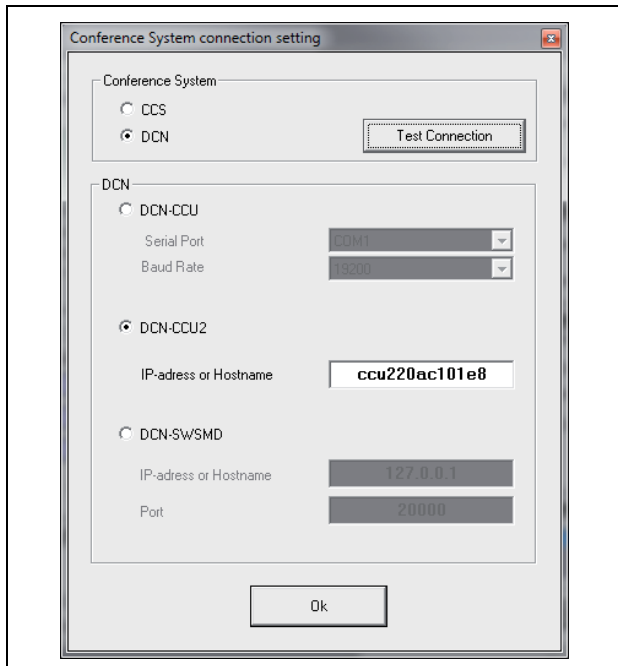 Conference System connection setting
Conference System
CCS
DCN
Test Connection
DCN
DCN-CCU
Serial Port
COM1
Baud Rate
19200
DCN-CCU2
IP-adress or Hostname
ccu220ac101e8
DCN-SWSMD
IP-adress or Hostname
127.0.0.1
Port
20000
Ok